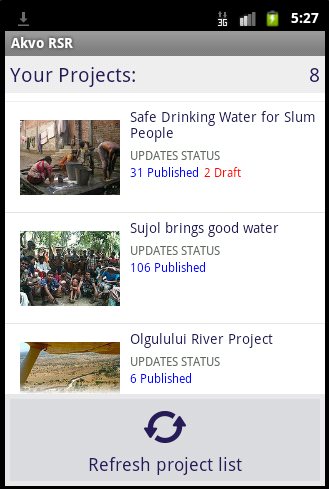 3G 5:27
Akvo RSR
Your Projects: 8
Safe Drinking Water for Slum
People
UPDATES STATUS
31 Published 2 Draft
Sujol brings good water
UPDATES STATUS
106 Published
Olgulului River Project
UPDATES STATUS
6 Published
Refresh project list